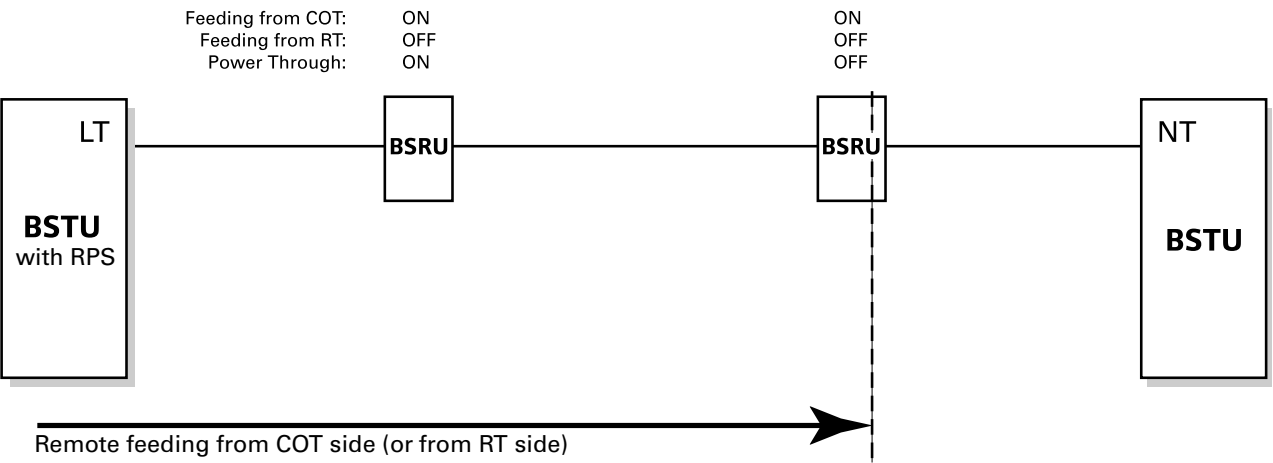 Feeding from COT: ON ON
Feeding from RT: OFF OFF
Power Through: ON OFF
LT
BSTU
with RPS
BSRU
BSRU
NT
BSTU
Remote feeding from COT side (or from RT side)